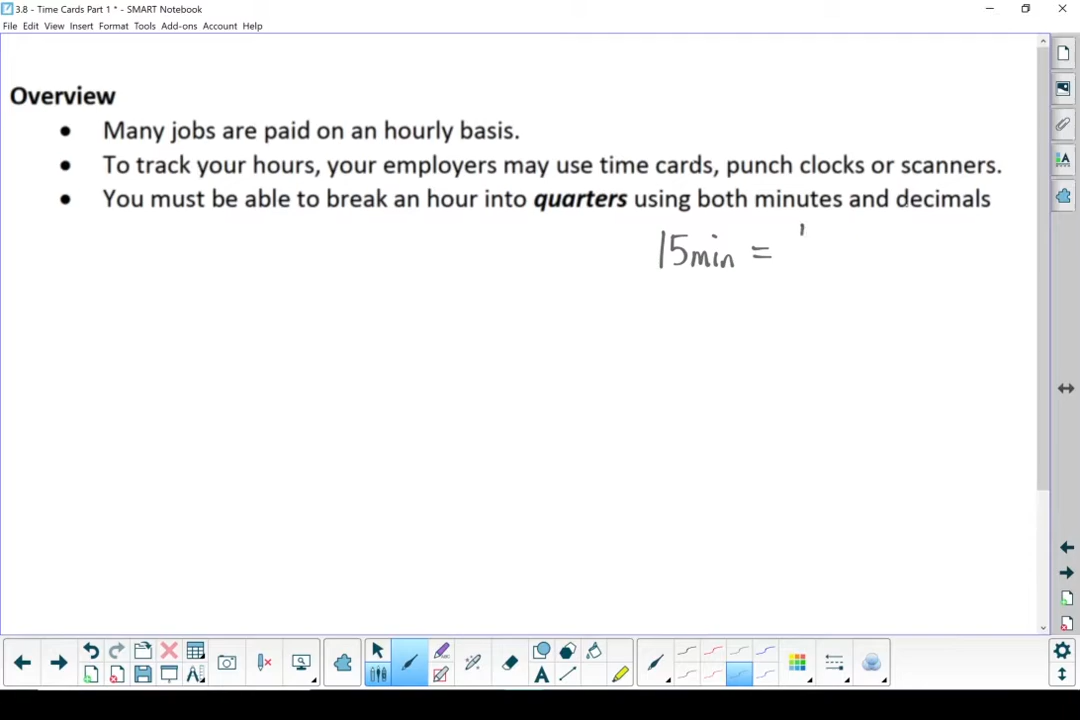 3.8 - Time Cards Part 1 * - SMART Notebook
File Edit View Insert Format Tools Add-ons Account Help
Overview
• Many jobs are paid on an hourly basis.
• To track your hours, your employers may use time cards, punch clocks or scanners.
• You must be able to break an hour into quarters using both minutes and decimals
15min =